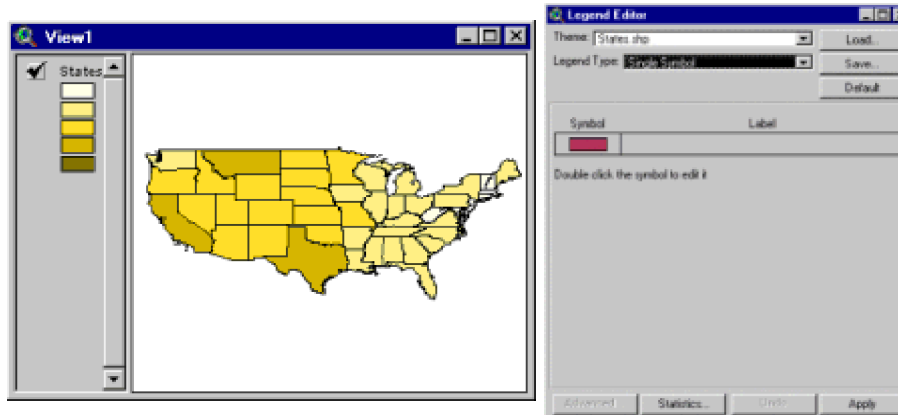 View1
States
Legend Editor
Theme: States.shp
Load...
Legend Type: Single Symbol
Save...
Default
Symbol Label
Double click the symbol to edit it
Advanced Statistics... Undo Apply